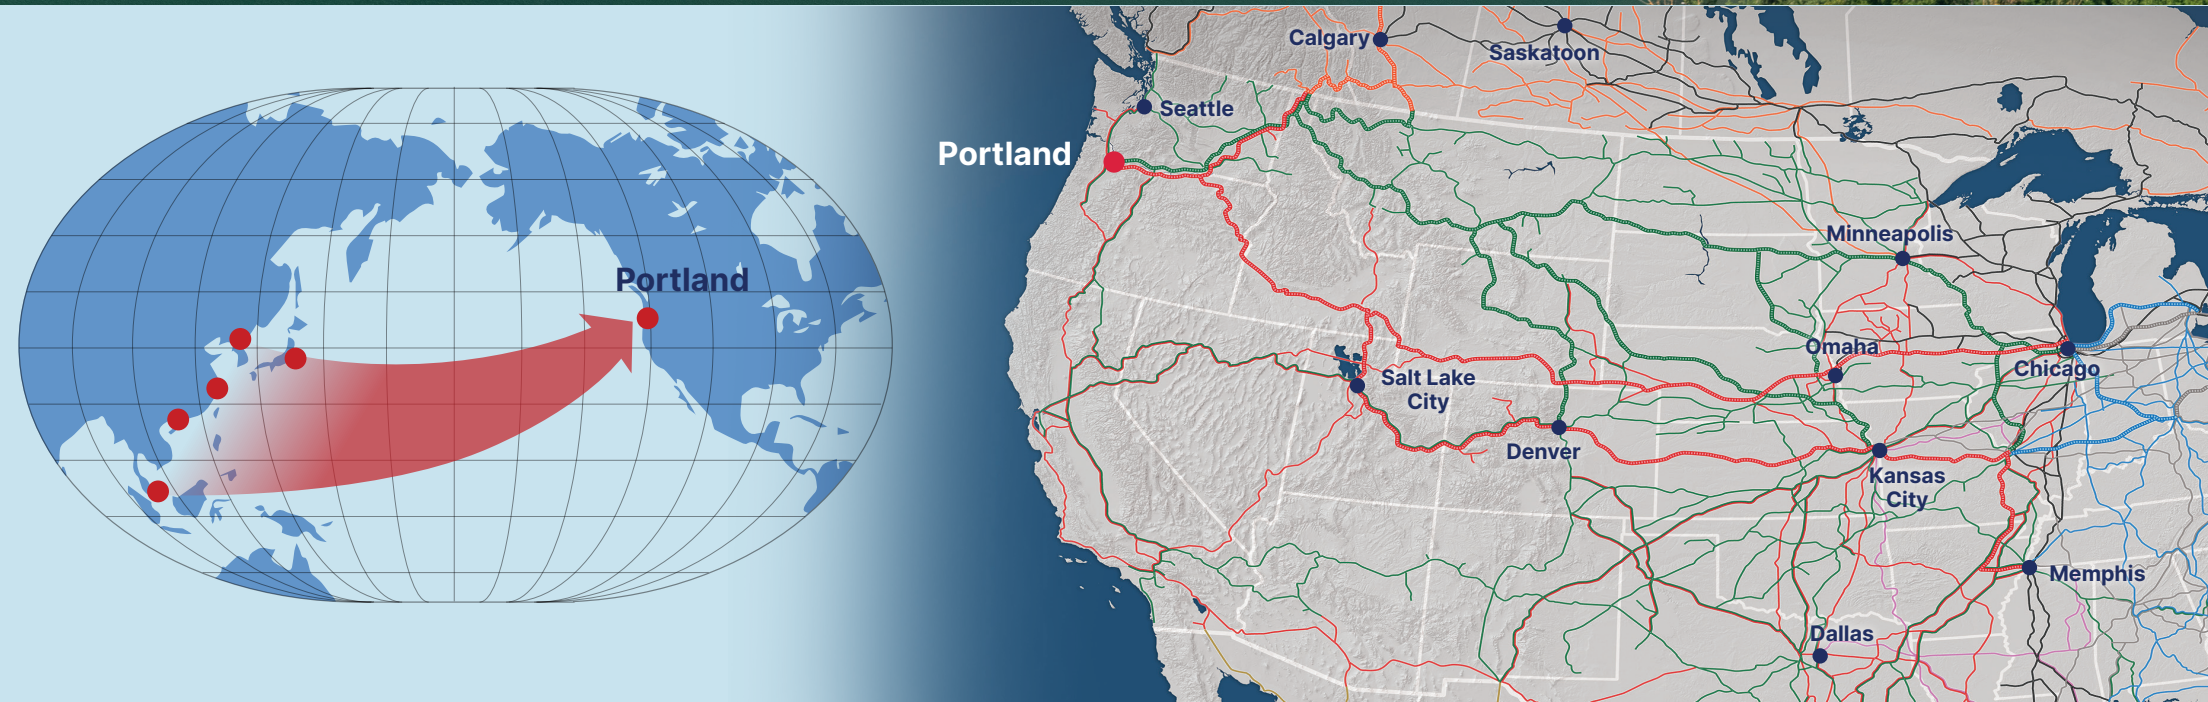 Portland
Calgary
Saskatoon
Seattle
Portland
Minneapolis
Omaha
Chicago
Salt Lake
City
Denver
Kansas
City
Memphis
Dallas